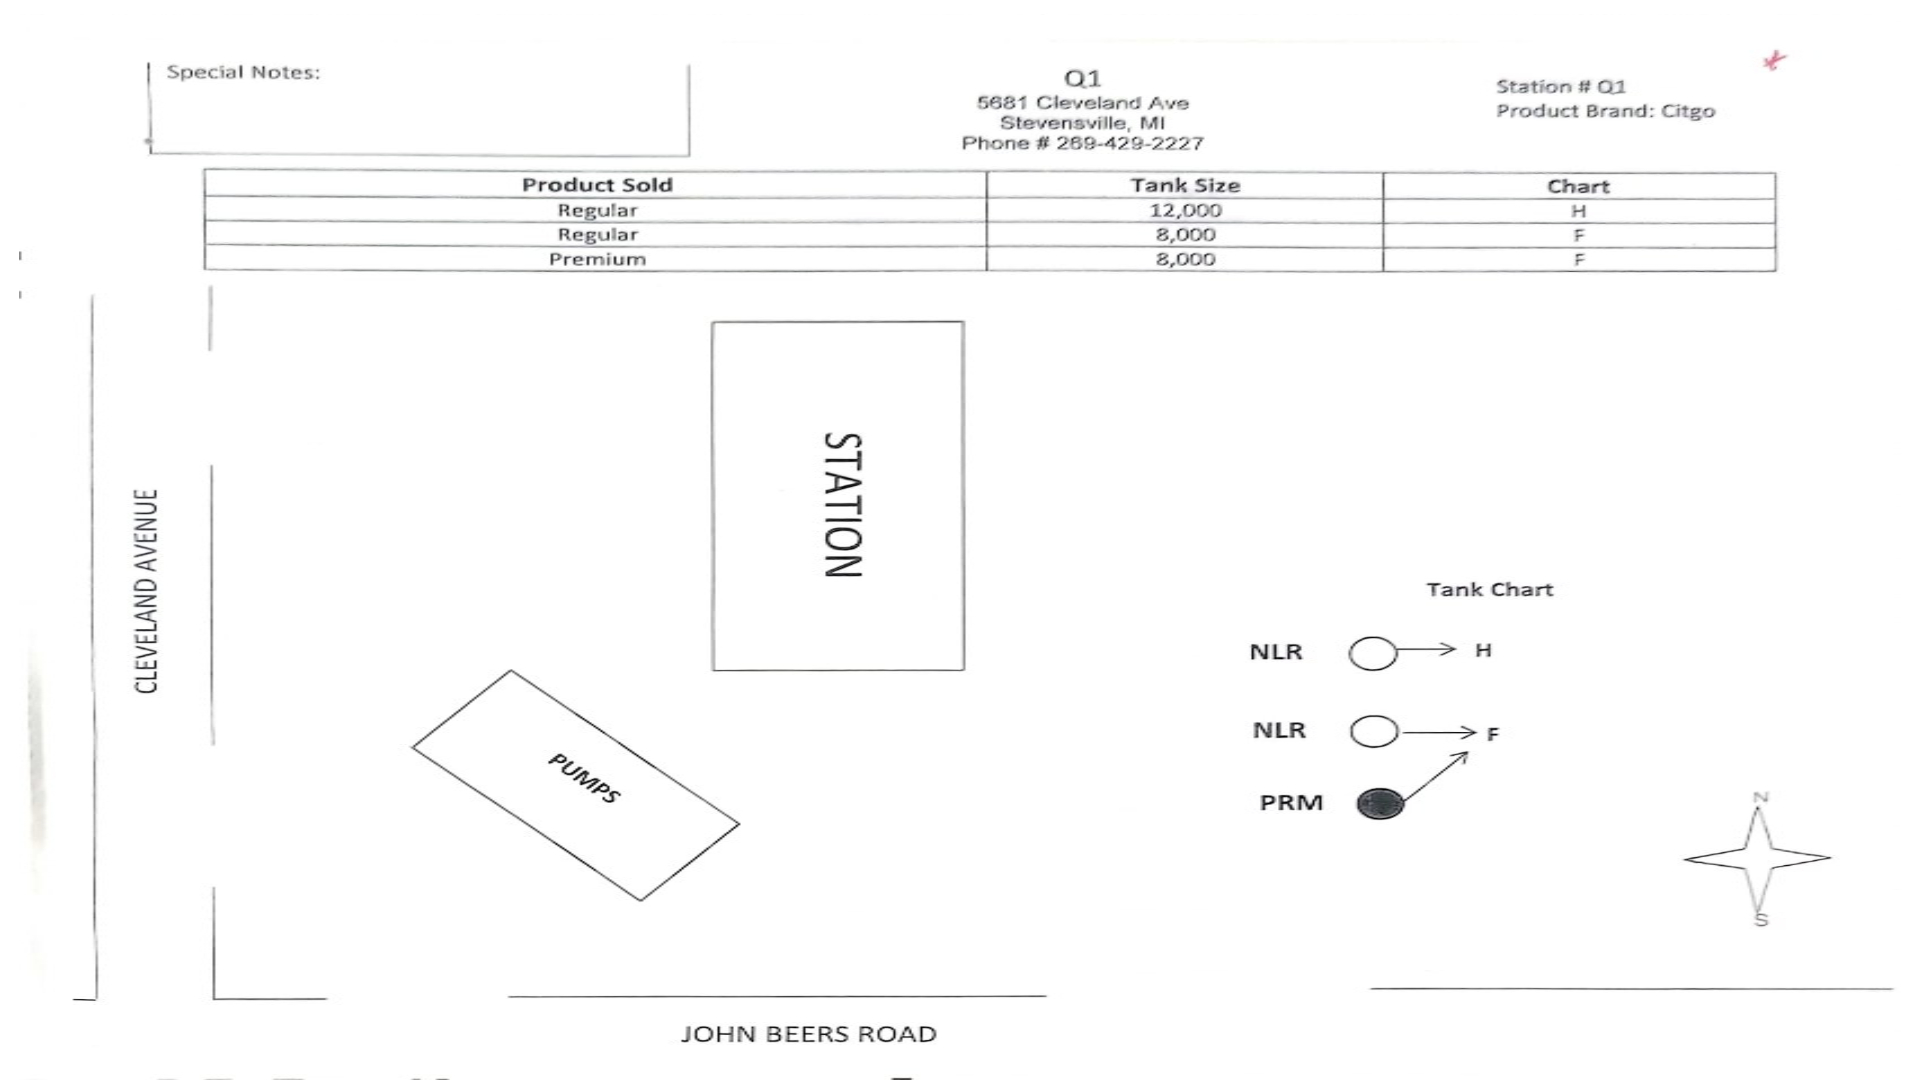 Special Notes:
Q1
5681 Cleveland Ave
Stevensville, MI
Phone # 269-429-2227
Station # Q1
Product Brand: Citgo
Product Sold Tank Size Chart
Regular 12,000 H
Regular 8,000 F
Premium 8,000 F
STATION
CLEVELAND AVENUE
PUMPS
Tank Chart
NLR H
NLR F
PRM
N
S
JOHN BEERS ROAD